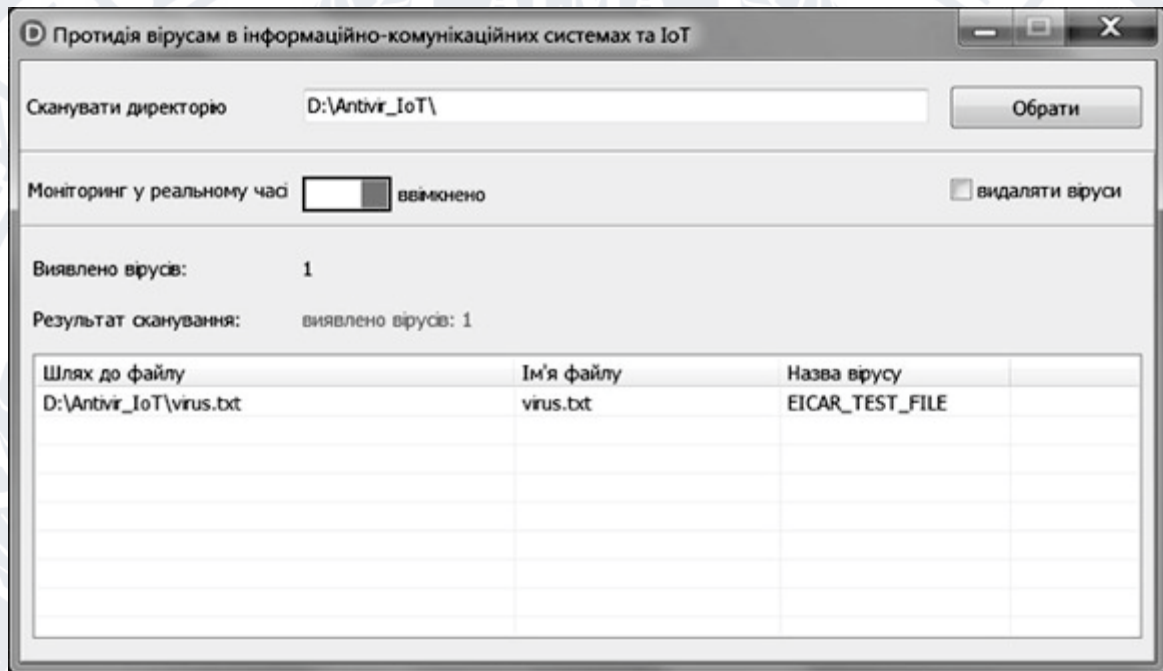 Протидія вірусам в інформаційно-комунікаційних системах та IoT
Сканувати директорію D:\Antivir_IoT\ Обрати
Моніторинг у реальному часі ввімкнено видаляти віруси
Виявлено вірусів: 1
Результат сканування: виявлено вірусів: 1
Шлях до файлу Ім'я файлу Назва вірусу
D:\Antivir_IoT\virus.txt virus.txt EICAR_TEST_FILE